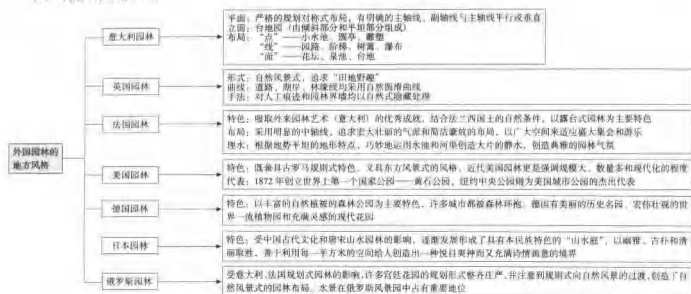 外国园林的
地方风格
意大利园林
平面：严格的规划对称式布局，有明确的主轴线、副轴线与主轴线平行或垂直
立面：台地园（由倾斜部分和平坦部分组成）
布局：“点”——小水池、圆亭、雕塑
“线”——园路、阶梯、树篱、瀑布
“面”——花坛、泉池、台地
英国园林
形式：自然风景式，追求“田地野趣”
曲线：道路、湖岸、林缘线均采用自然圆滑曲线
手法：对人工痕迹和园林界墙均以自然式隐藏处理
法国园林
特色：吸取外来园林艺术（意大利）的优秀成就，结合法兰西国土的自然条件，以露台式园林为主要特色
布局：采用明显的中轴线，追求宏大壮丽的气派和简洁豪放的布局，以广大空间来适应盛大集会和游乐
理水：根据地势平坦的地形特点，巧妙地运用水池和河渠创造大片的静水，创造典雅的园林气氛
美国园林
特色：既兼具古罗马规则式特色，又具东方风景式的风格，近代美国园林更是强调规模大、数量多和现代化的程度
代表：1872年创立世界上第一个国家公园——黄石公园，纽约中央公园则为美国城市公园的杰出代表
德国园林
特色：以丰富的自然植被的森林公园为主要特色，许多城市都被森林环抱。德国有美丽的历史名园、宏伟壮观的世
界一流植物园和充满灵感的现代花园
日本园林
特色：受中国古代文化和唐宋山水园林的影响，逐渐发展形成了具有本民族特色的“山水庭”，以幽雅、古朴和清
丽取胜，善于利用每一平方米的空间给人创造出一种悦目爽神而又充满诗情画意的境界
俄罗斯园林
受意大利、法国规划式园林的影响，许多宫廷花园的规划形式整齐庄严，并注意到规则式向自然风景的过渡，创造了自
然风景式的园林布局。水景在俄罗斯风景园中占有重要地位